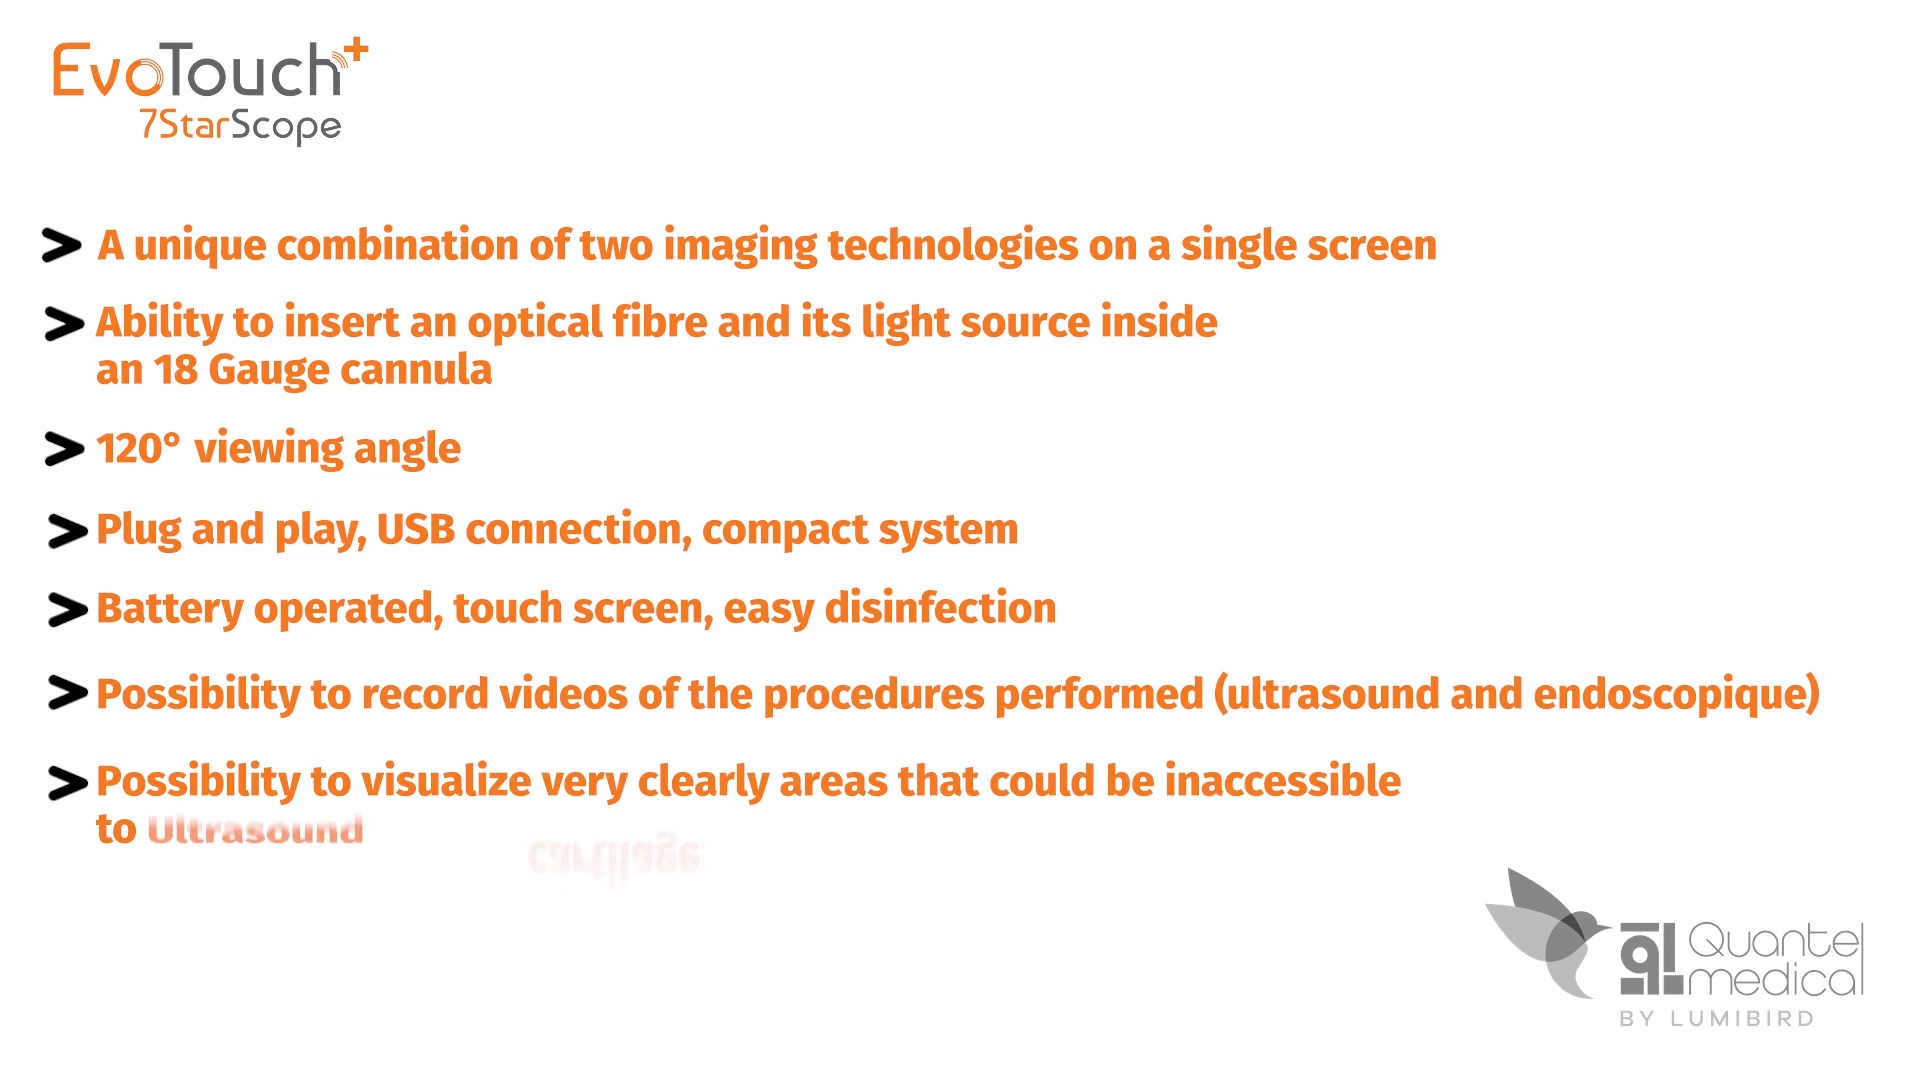 EvoTouch+
7StarScope
> A unique combination of two imaging technologies on a single screen
> Ability to insert an optical fibre and its light source inside
an 18 Gauge cannula
> 120° viewing angle
> Plug and play, USB connection, compact system
> Battery operated, touch screen, easy disinfection
> Possibility to record videos of the procedures performed (ultrasound and endoscopique)
> Possibility to visualize very clearly areas that could be inaccessible
to Ultrasound
Quantel
medical
BY LUMIBIRD